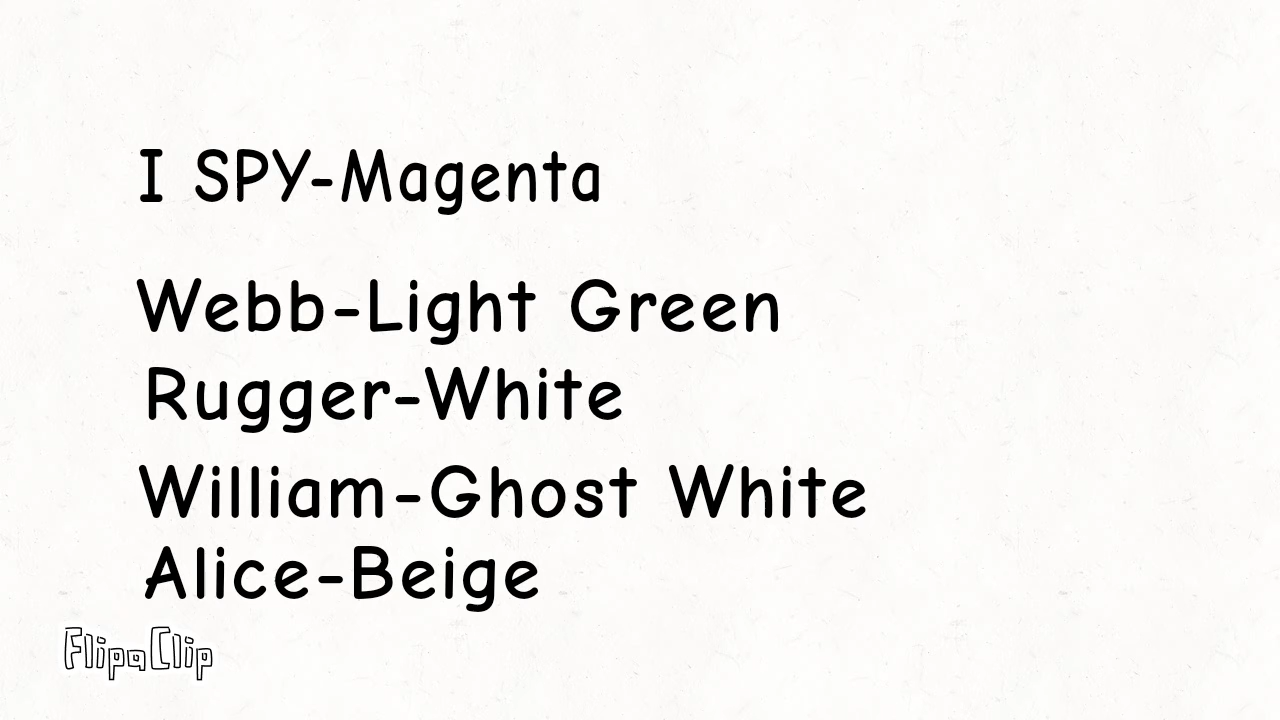 I SPY-Magenta
Webb-Light Green
Rugger-White
William-Ghost White
Alice-Beige
FlipaClip